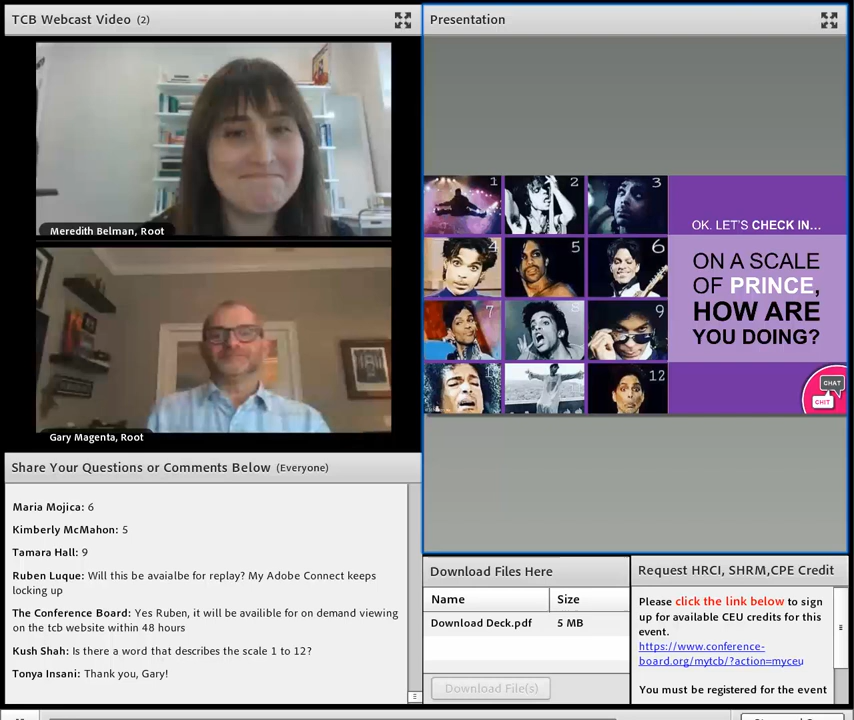 TCB Webcast Video (2)
Meredith Belman, Root
Gary Magenta, Root
Share Your Questions or Comments Below (Everyone)
Maria Mojica: 6
Kimberly McMahon: 5
Tamara Hall: 9
Ruben Luque: Will this be avaialbe for replay? My Adobe Connect keeps
locking up
The Conference Board: Yes Ruben, it will be availible for on demand viewing
on the tcb website within 48 hours
Kush Shah: Is there a word that describes the scale 1 to 12?
Tonya Insani: Thank you, Gary!
Presentation
1
2
3
4
5
6
7
8
9
12
OK. LET'S CHECK IN...
ON A SCALE
OF PRINCE,
HOW ARE
YOU DOING?
CHAT
CHIT
Download Files Here
Name Size
Download Deck.pdf 5 MB
Download File(s)
Request HRCI, SHRM,CPE Credit
Please click the link below to sign
up for available CEU credits for this
event.
https://www.conference-
board.org/mytcb/?action=myceu
You must be registered for the event